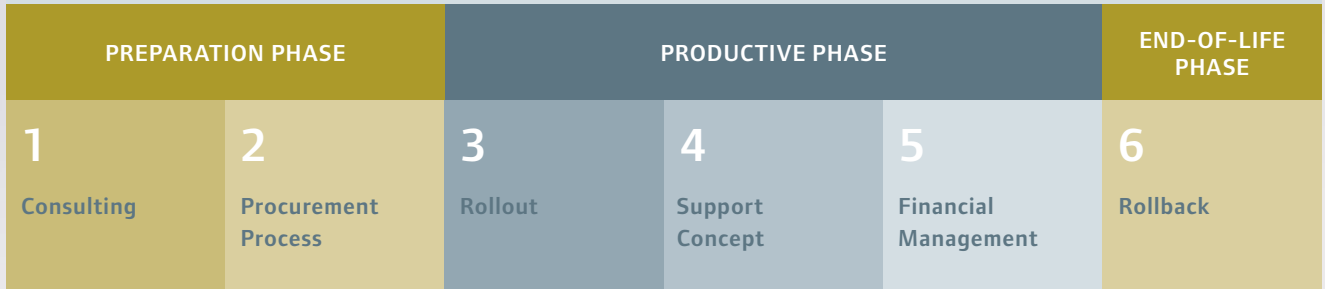 PREPARATION PHASE
PRODUCTIVE PHASE
END-OF-LIFE
PHASE
1
Consulting
2
Procurement
Process
3
Rollout
4
Support
Concept
5
Financial
Management
6
Rollback